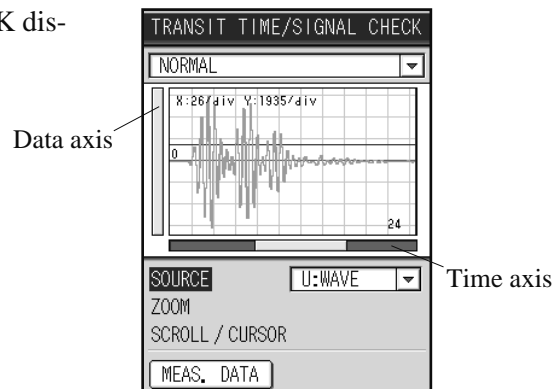 K dis-
TRANSIT TIME/SIGNAL CHECK
NORMAL
X:26/div Y:1935/div
Data axis
0
24
SOURCE U:WAVE
Time axis
ZOOM
SCROLL / CURSOR
MEAS. DATA